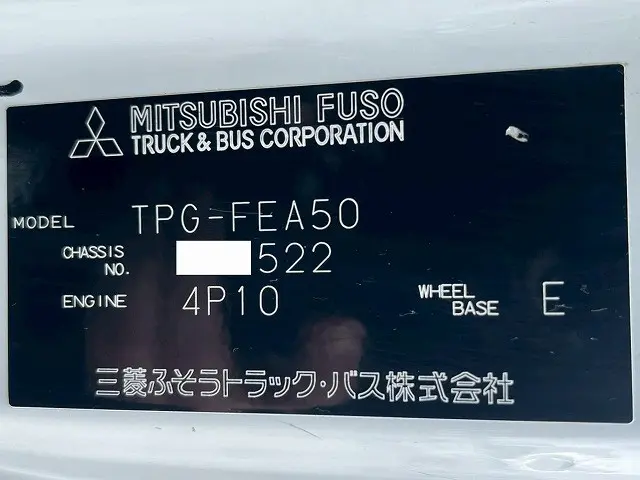 MITSUBISHI FUSO
TRUCK & BUS CORPORATION
MODEL TPG-FEA50
CHASSIS NO. 522
ENGINE 4P10 WHEEL BASE E
三菱ふそうトラック・バス株式会社